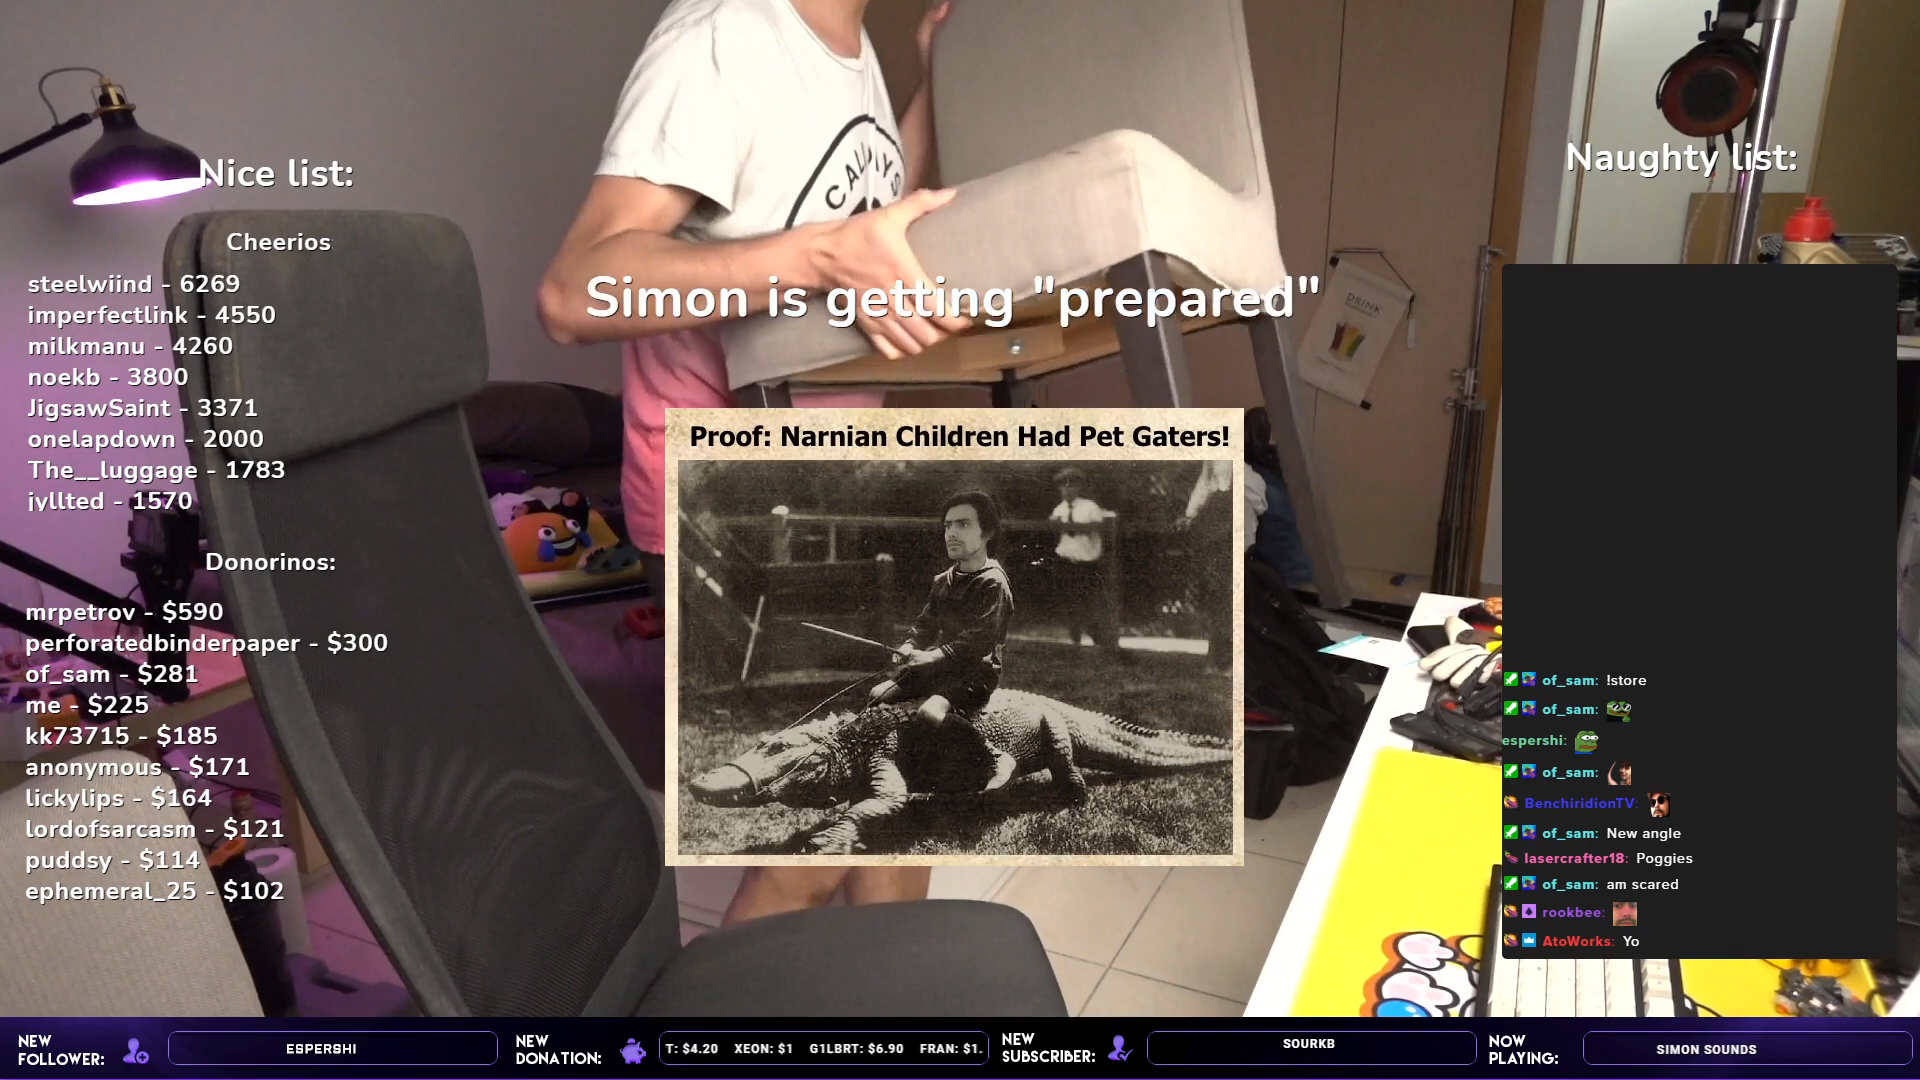 Nice list:
Cheerios
steelwiind - 6269
imperfectlink - 4550
milkmanu - 4260
noekb - 3800
JigsawSaint - 3371
onelapdown - 2000
The__luggage - 1783
jyllted - 1570
Donorinos:
mrpetrov - $590
perforatedbinderpaper - $300
of_sam - $281
me - $225
kk73715 - $185
anonymous - $171
lickylips - $164
lordofsarcasm - $121
puddsy - $114
ephemeral_25 - $102
Simon is getting "prepared"
Proof: Narnian Children Had Pet Gaters!
DRINK
Naughty list:
of_sam: !store
of_sam:
espershi:
of_sam:
BenchiridionTV:
of_sam: New angle
lasercrafter18: Poggies
of_sam: am scared
rookbee:
AtoWorks: Yo
NEW FOLLOWER:
ESPERSHI
NEW DONATION:
T: $4.20 XEON: $1 G1LBRT: $6.90 FRAN: $1.
NEW SUBSCRIBER:
SOURKB
NOW PLAYING:
SIMON SOUNDS